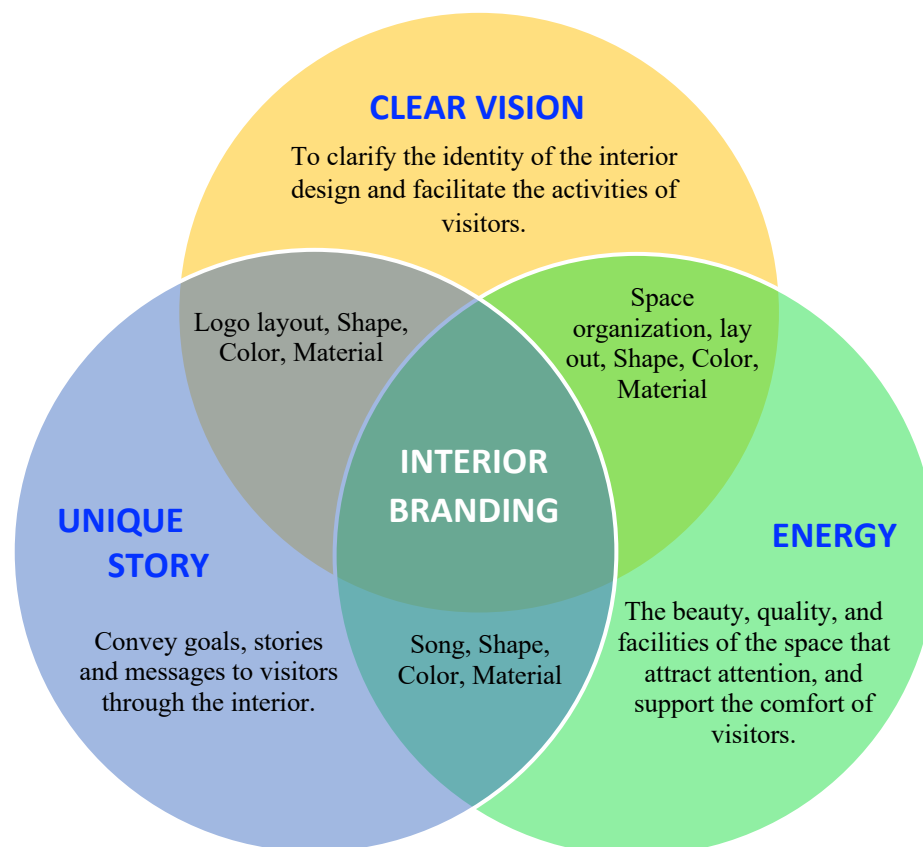 CLEAR VISION
To clarify the identity of the interior
design and facilitate the activities of
visitors.
Logo layout, Shape,
Color, Material
Space
organization, lay
out, Shape, Color,
Material
INTERIOR
BRANDING
UNIQUE
STORY
Convey goals, stories
and messages to visitors
through the interior.
Song, Shape,
Color, Material
ENERGY
The beauty, quality, and
facilities of the space that
attract attention, and
support the comfort of
visitors.